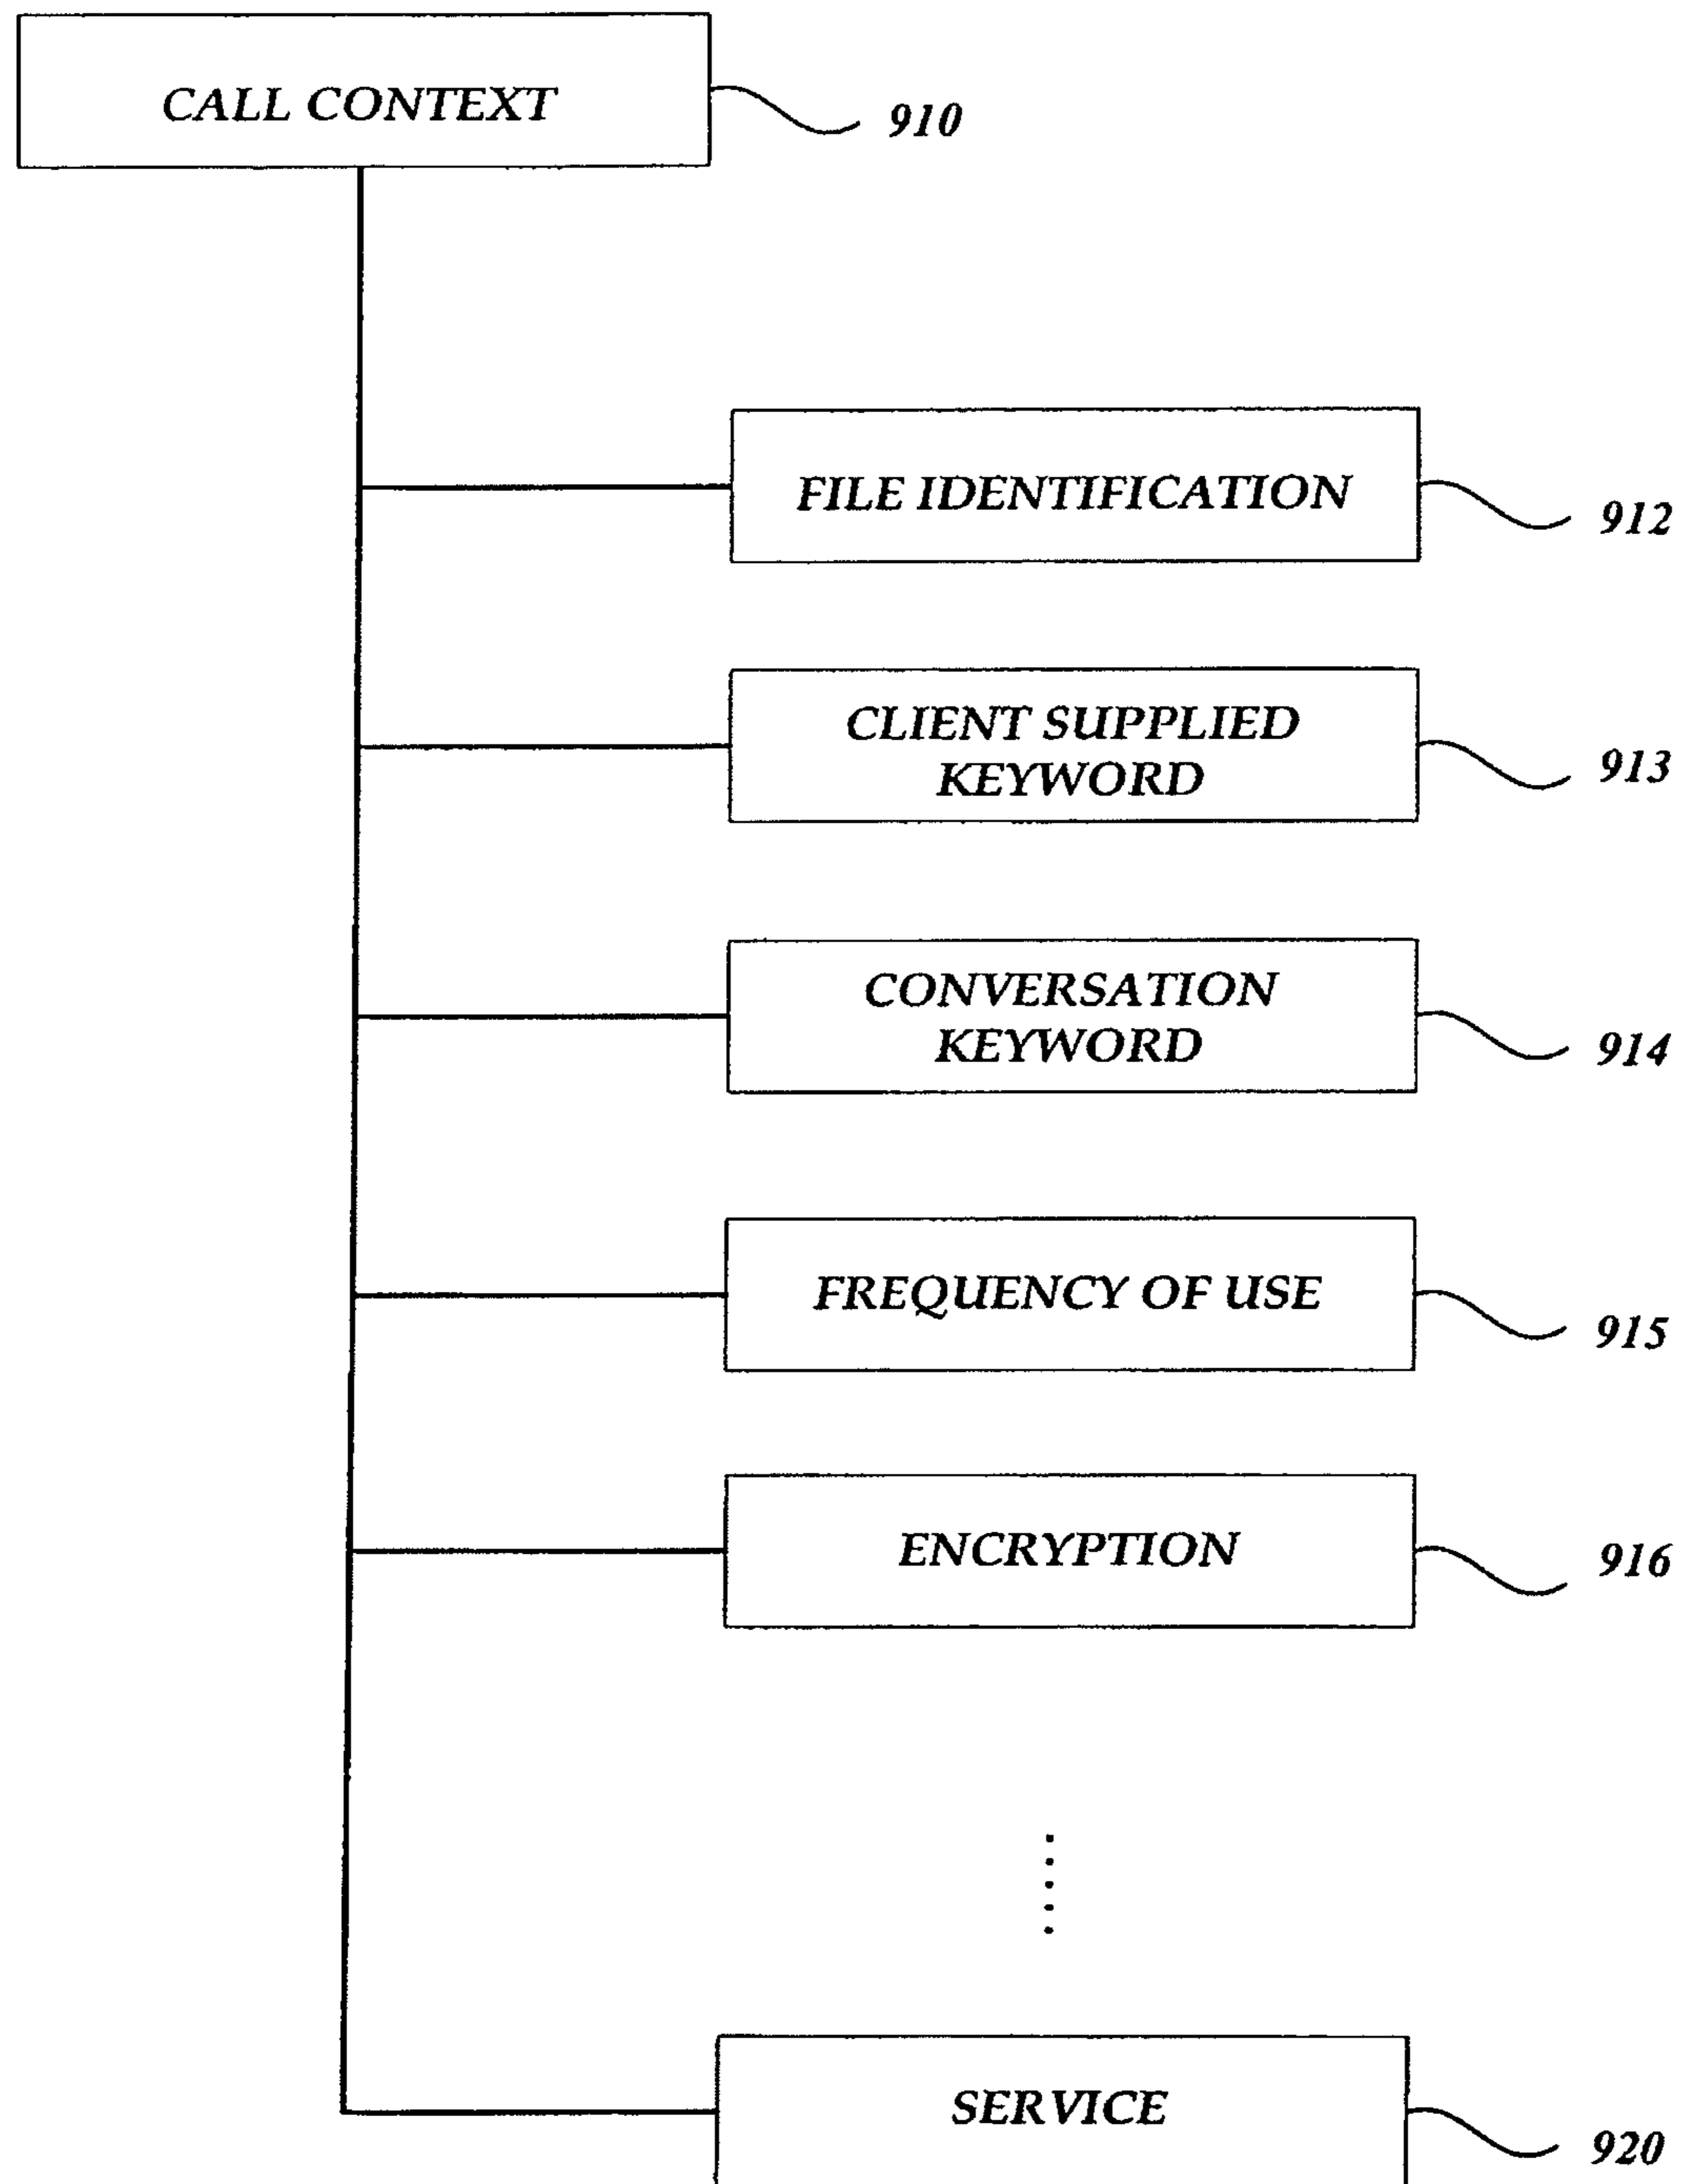 CALL CONTEXT
910
FILE IDENTIFICATION
912
CLIENT SUPPLIED
KEYWORD
913
CONVERSATION
KEYWORD
914
FREQUENCY OF USE
915
ENCRYPTION
916
SERVICE
920